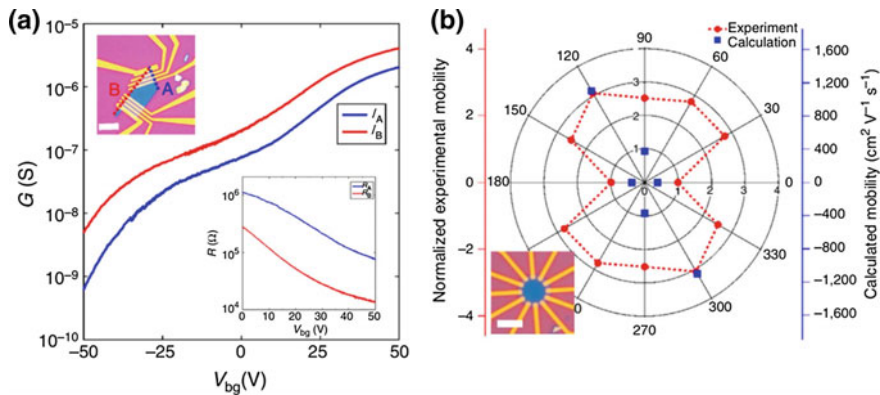 (a)
10⁻⁵
10⁻⁶
10⁻⁷
10⁻⁸
10⁻⁹
10⁻¹⁰
G (S)
B
A
I_A
I_B
10⁶
10⁵
10⁴
R (Ω)
R_A
R_B
0 10 20 30 40 50
V_bg (V)
−50 −25 0 25 50
V_bg(V)
(b)
Experiment
Calculation
Normalized experimental mobility
4
2
0
−2
−4
90
120
60
150
30
180
0
330
300
270
0
3
2
1
0 1 2 3 4
1,600
1,200
800
400
0
−400
−800
−1,200
−1,600
Calculated mobility (cm² V⁻¹ s⁻¹)